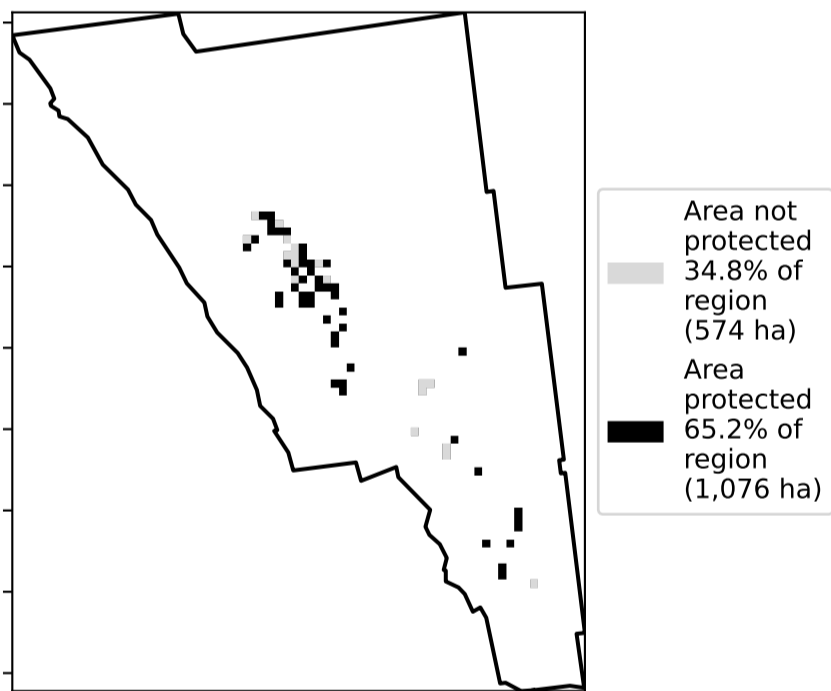 Area not
protected
34.8% of
region
(574 ha)
Area
protected
65.2% of
region
(1,076 ha)